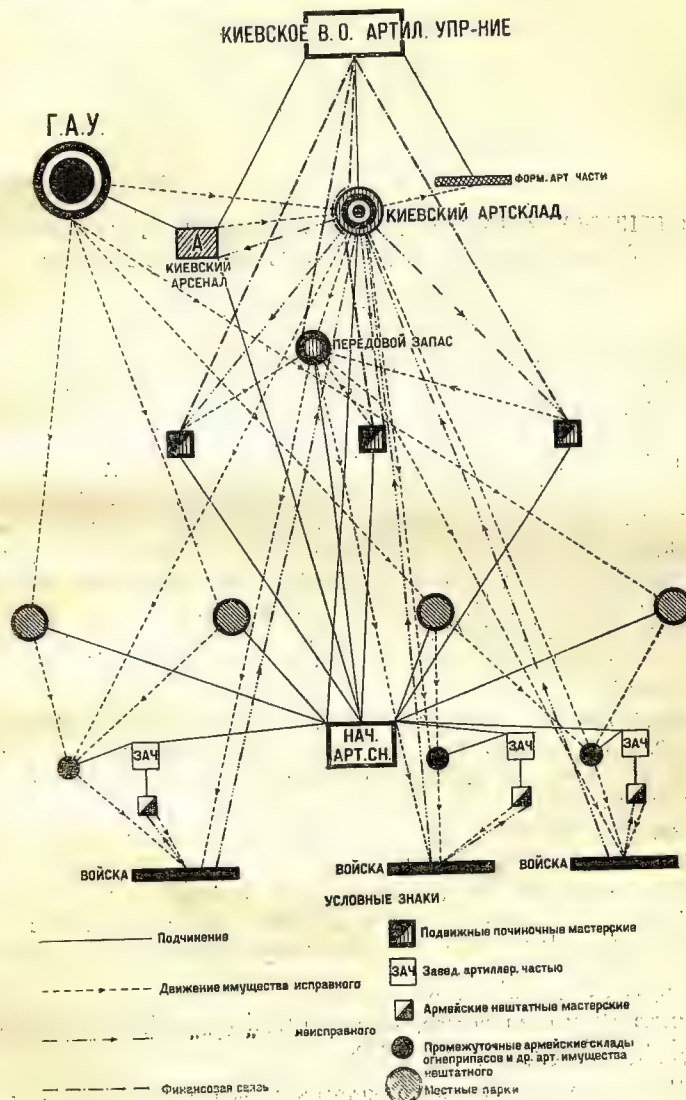 КИЕВСКОЕ В. О. АРТИЛ. УПР-НИЕ
Г.А.У.
ФОРМ. АРТ ЧАСТИ
КИЕВСКИЙ АРТСКЛАД
А
КИЕВСКИЙ
АРСЕНАЛ
ПЕРЕДОВОЙ ЗАПАС
НАЧ.
АРТ.СН.
ЗАЧ
ЗАЧ
ЗАЧ
ВОЙСКА
ВОЙСКА
ВОЙСКА
УСЛОВНЫЕ ЗНАКИ
Подчинение
Движение имущества исправного
" " неисправного
Финансовая связь
Подвижные починочные мастерские
ЗАЧ Завед. артиллер. частью
Армейские нештатные мастерские
Промежуточные армейские склады
огнеприпасов и др. арт. имущества
нештатного
Местные парки